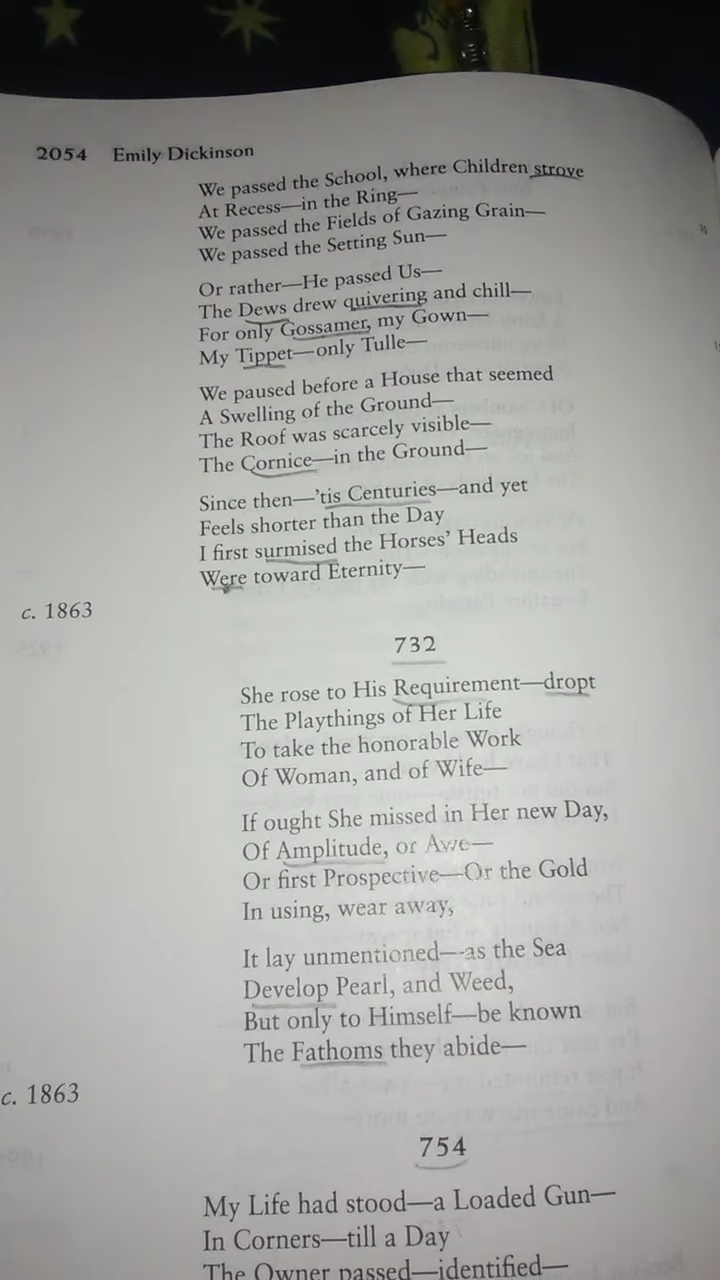 2054 Emily Dickinson
We passed the School, where Children strove
At Recess—in the Ring—
We passed the Fields of Gazing Grain—
We passed the Setting Sun—
Or rather—He passed Us—
The Dews drew quivering and chill—
For only Gossamer, my Gown—
My Tippet—only Tulle—
We paused before a House that seemed
A Swelling of the Ground—
The Roof was scarcely visible—
The Cornice—in the Ground—
Since then—'tis Centuries—and yet
Feels shorter than the Day
I first surmised the Horses' Heads
Were toward Eternity—
c. 1863
732
She rose to His Requirement—dropt
The Playthings of Her Life
To take the honorable Work
Of Woman, and of Wife—
If ought She missed in Her new Day,
Of Amplitude, or Awe—
Or first Prospective—Or the Gold
In using, wear away,
It lay unmentioned—as the Sea
Develop Pearl, and Weed,
But only to Himself—be known
The Fathoms they abide—
c. 1863
754
My Life had stood—a Loaded Gun—
In Corners—till a Day
The Owner passed—identified—